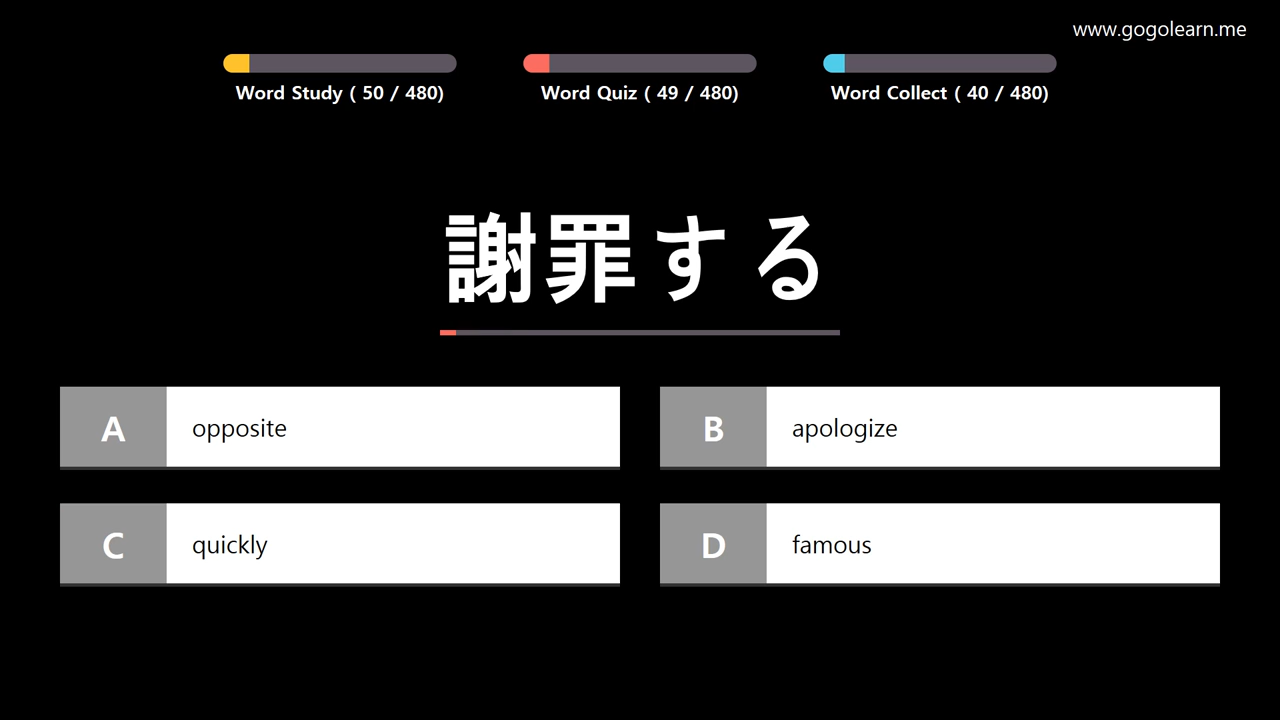 www.gogolearn.me
Word Study ( 50 / 480)
Word Quiz ( 49 / 480)
Word Collect ( 40 / 480)
謝罪する
A opposite
B apologize
C quickly
D famous